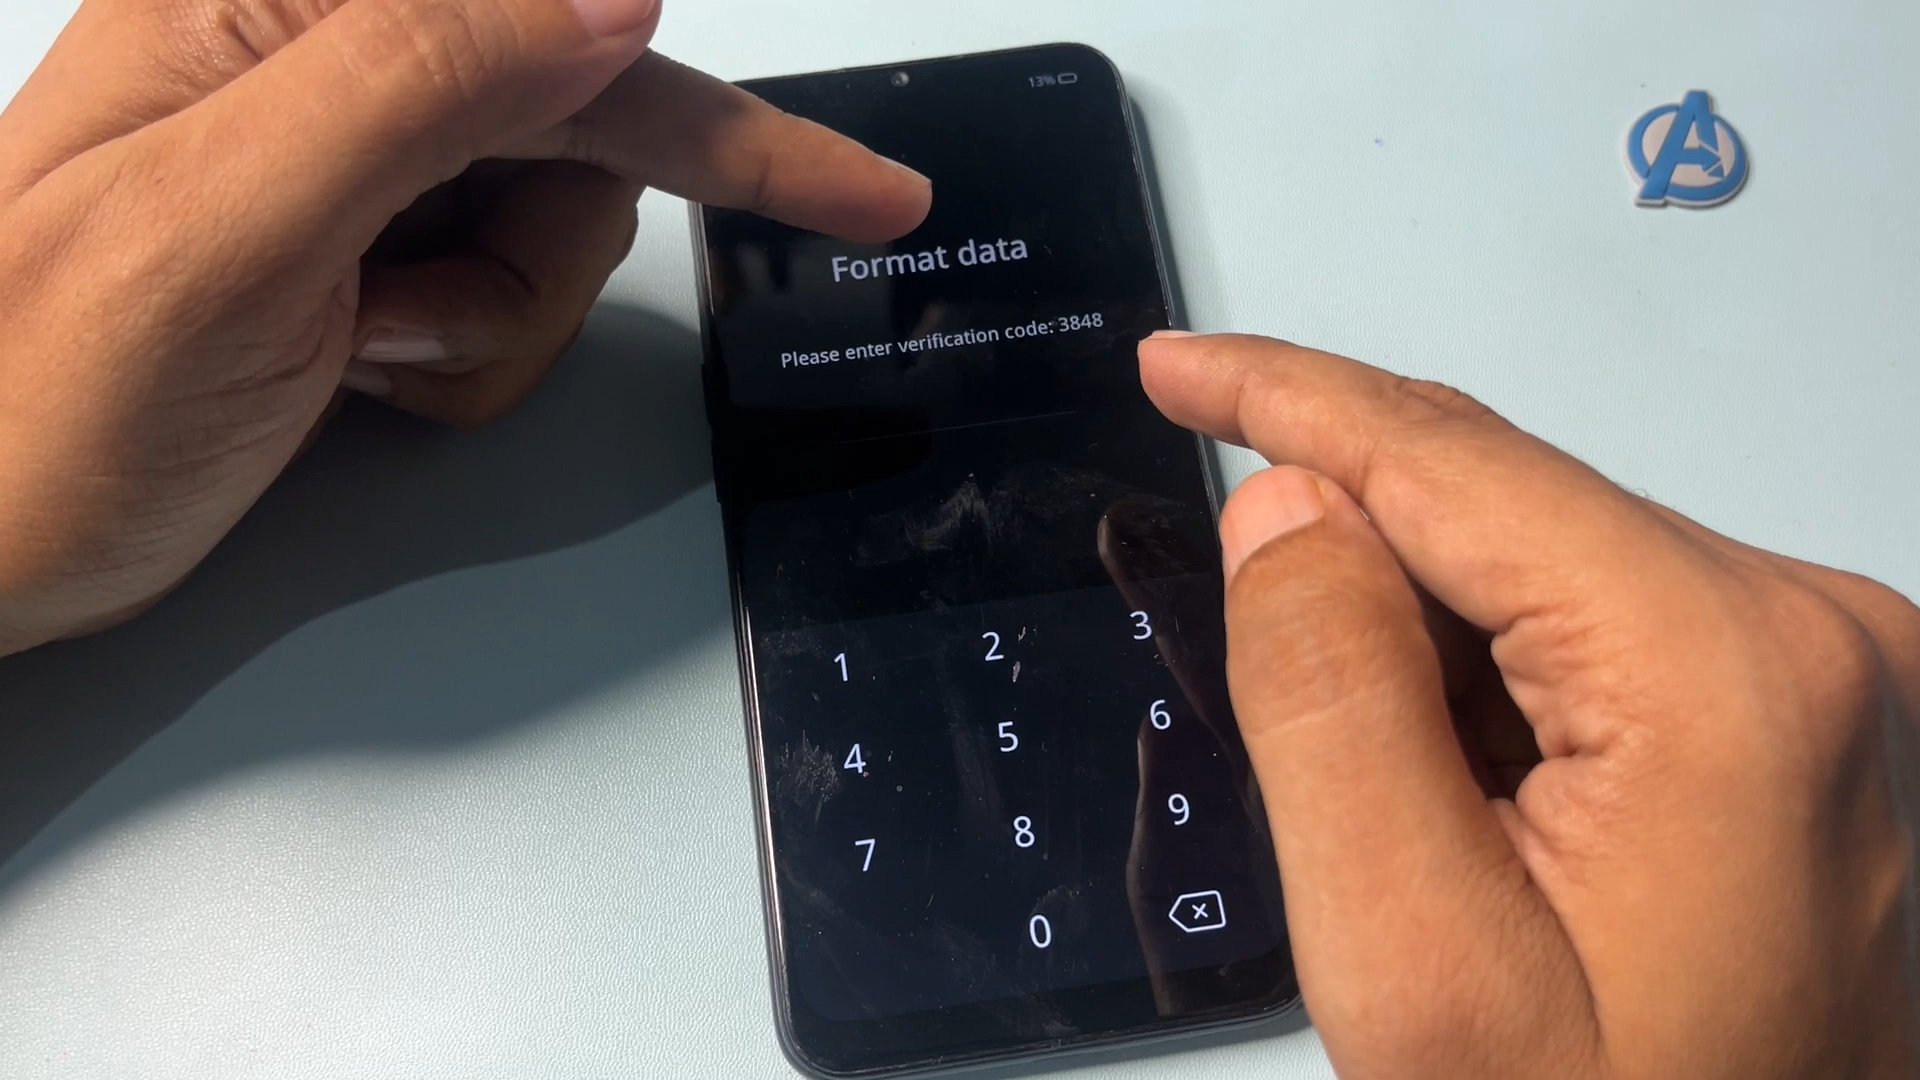 13%
Format data
Please enter verification code: 3848
1 2 3
4 5 6
7 8 9
0
A